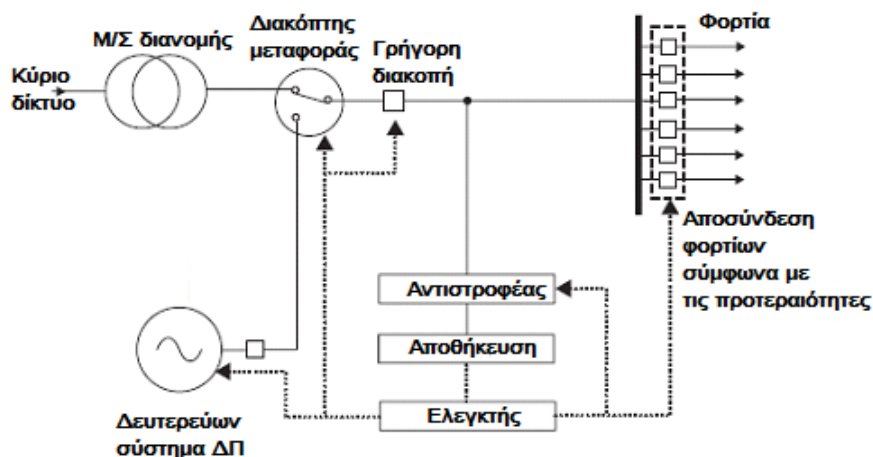 Μ/Σ διανομής
Διακόπτης
μεταφοράς
Γρήγορη
διακοπή
Φορτία
Κύριο
δίκτυο
Αποσύνδεση
φορτίων
σύμφωνα με
τις προτεραιότητες
Αντιστροφέας
Αποθήκευση
Ελεγκτής
Δευτερεύων
σύστημα ΔΠ